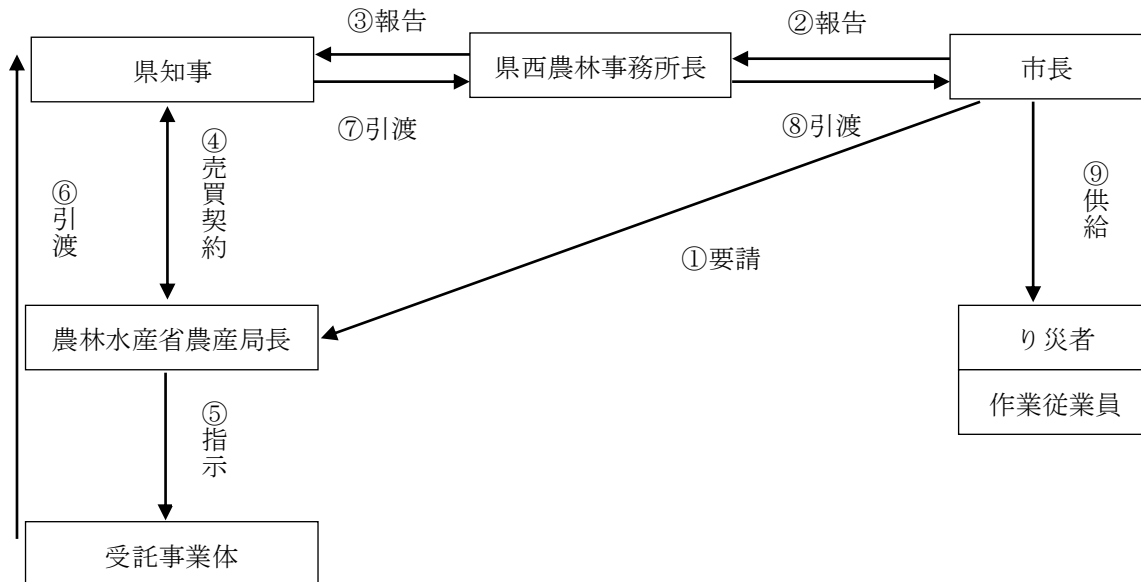 ③報告
②報告
県知事
県西農林事務所長
市長
⑦引渡
⑧引渡
④売買契約
⑥引渡
⑨供給
①要請
農林水産省農産局長
り災者
作業従業員
⑤指示
受託事業体